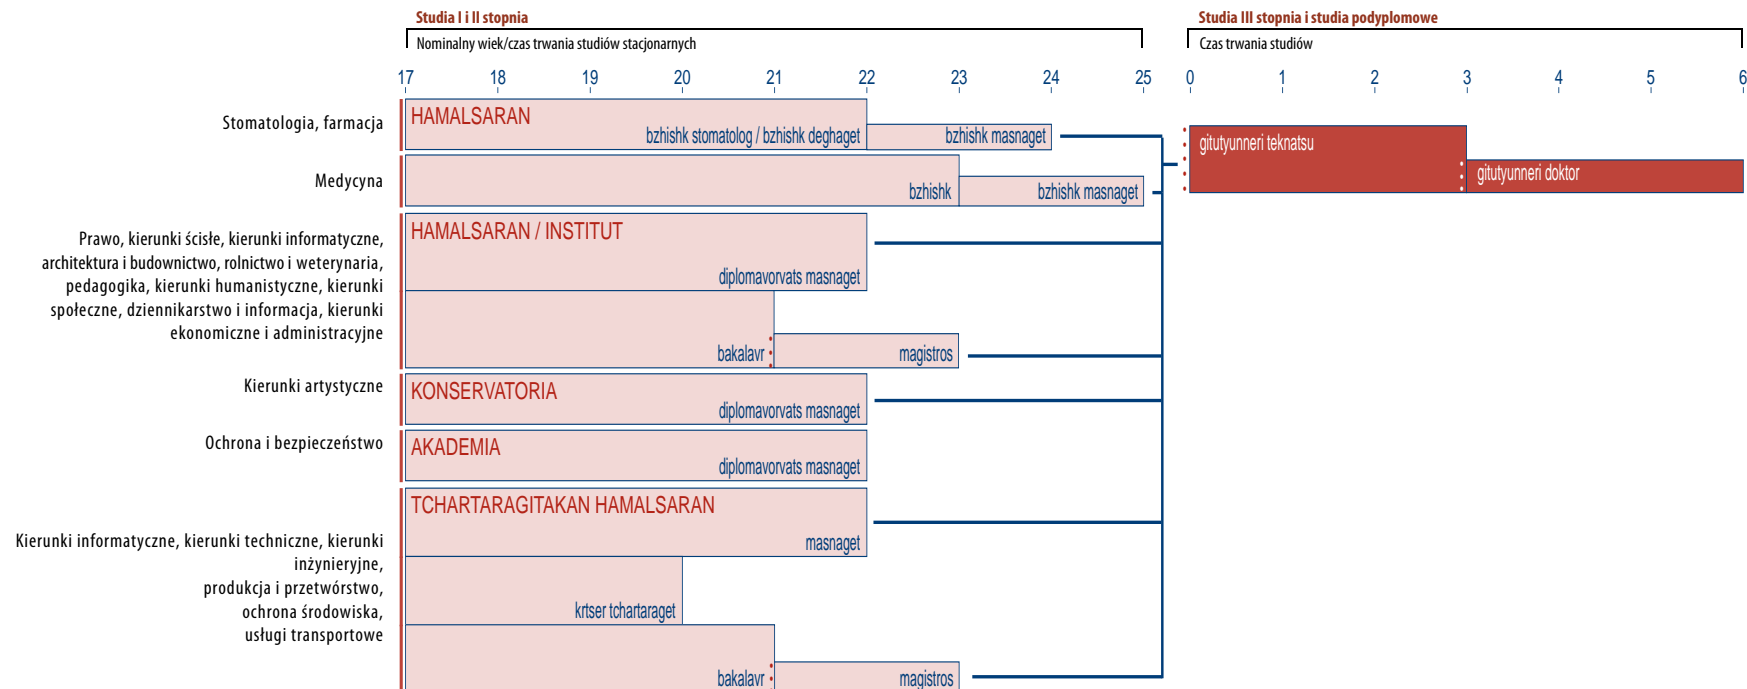 Studia I i II stopnia
Nominalny wiek/czas trwania studiów stacjonarnych
17 18 19 20 21 22 23 24 25
Studia III stopnia i studia podyplomowe
Czas trwania studiów
0 1 2 3 4 5 6
Stomatologia, farmacja
HAMALSARAN
bzhishk stomatolog / bzhishk deghaget
bzhishk masnaget
gitutyunneri teknatsu
gitutyunneri doktor
Medycyna
bzhishk
bzhishk masnaget
Prawo, kierunki ścisłe, kierunki informatyczne,
architektura i budownictwo, rolnictwo i weterynaria,
pedagogika, kierunki humanistyczne, kierunki
społeczne, dziennikarstwo i informacja, kierunki
ekonomiczne i administracyjne
HAMALSARAN / INSTITUT
diplomavorvats masnaget
bakalavr
magistros
Kierunki artystyczne
KONSERVATORIA
diplomavorvats masnaget
Ochrona i bezpieczeństwo
AKADEMIA
diplomavorvats masnaget
Kierunki informatyczne, kierunki techniczne, kierunki
inżynieryjne,
produkcja i przetwórstwo,
ochrona środowiska,
usługi transportowe
TCHARTARAGITAKAN HAMALSARAN
masnaget
krtser tchartaraget
bakalavr
magistros